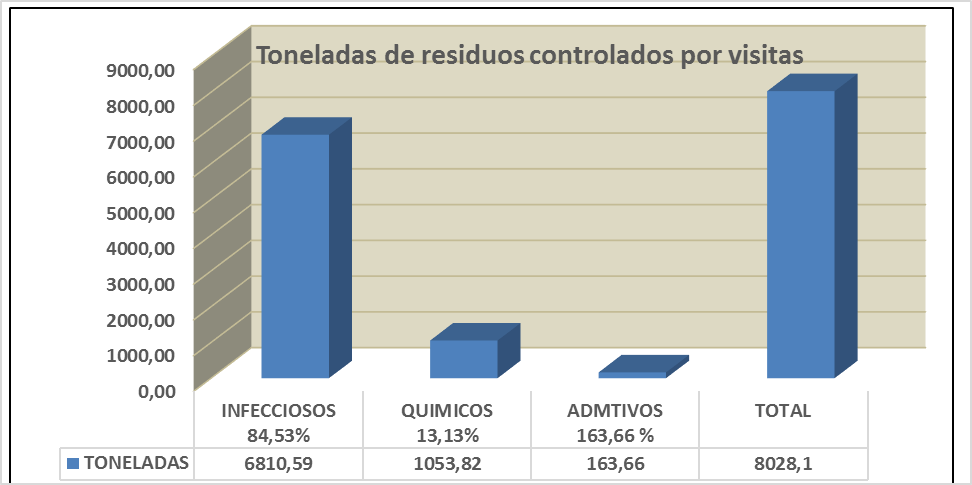 Toneladas de residuos controlados por visitas
9000,00
8000,00
7000,00
6000,00
5000,00
4000,00
3000,00
2000,00
1000,00
0,00
INFECCIOSOS QUIMICOS ADMTIVOS TOTAL
84,53% 13,13% 163,66 %
TONELADAS 6810,59 1053,82 163,66 8028,1